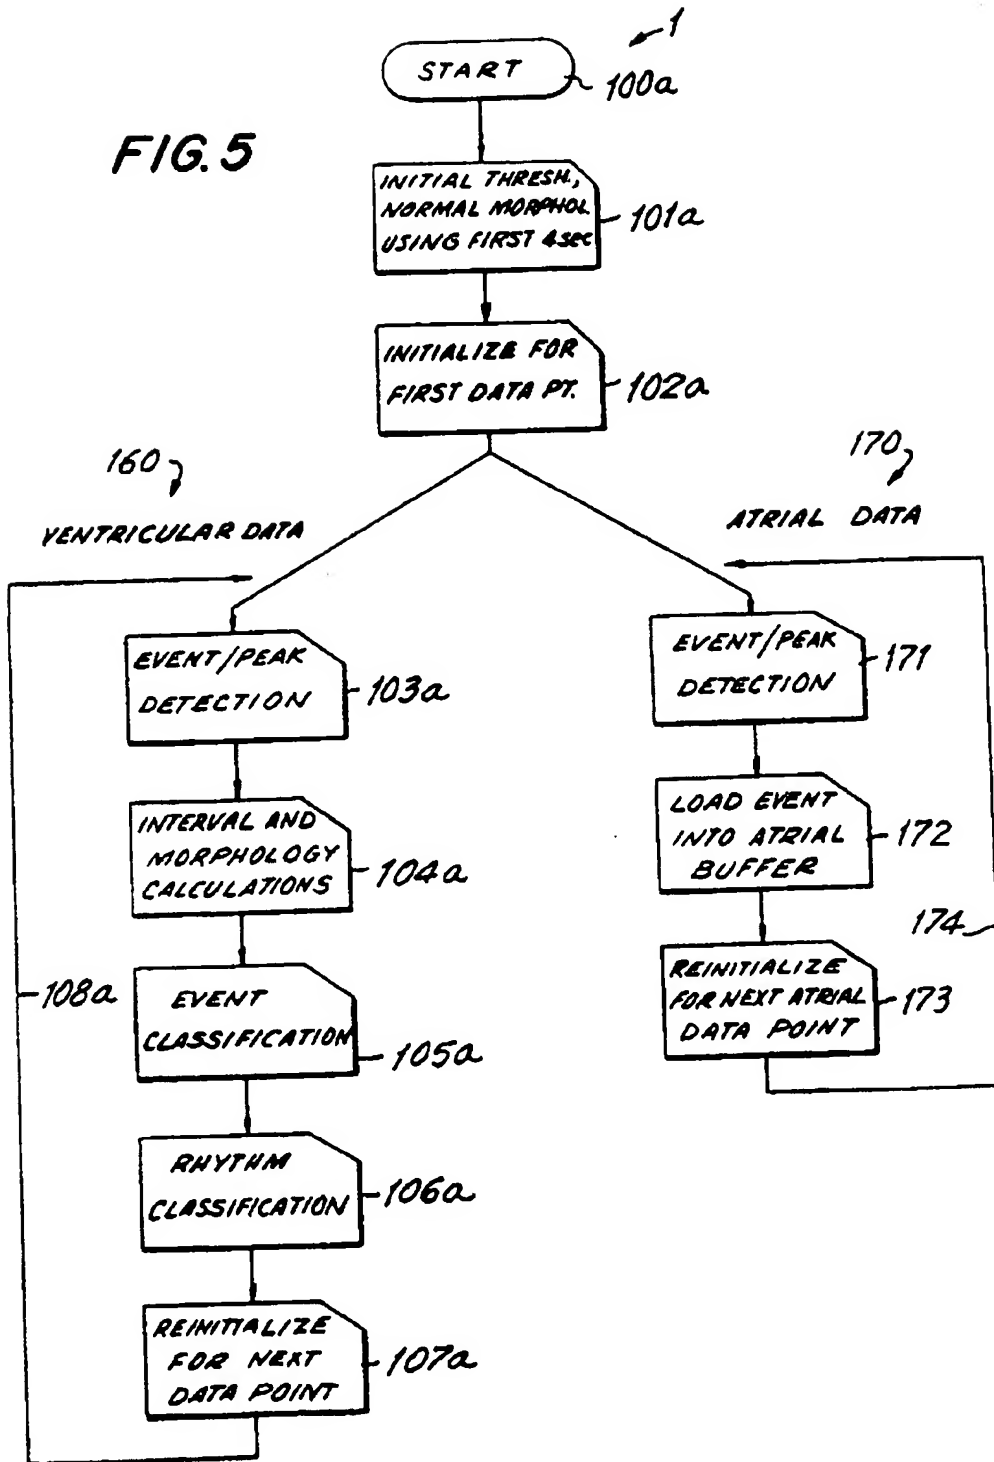 1
START
100a
FIG. 5
INITIAL THRESH.,
NORMAL MORPHOL
USING FIRST 4sec
101a
INITIALIZE FOR
FIRST DATA PT.
102a
160
VENTRICULAR DATA
170
ATRIAL DATA
EVENT/PEAK
DETECTION
103a
INTERVAL AND
MORPHOLOGY
CALCULATIONS
104a
EVENT
CLASSIFICATION
105a
RHYTHM
CLASSIFICATION
106a
REINITIALIZE
FOR NEXT
DATA POINT
107a
108a
EVENT/PEAK
DETECTION
171
LOAD EVENT
INTO ATRIAL
BUFFER
172
REINITIALIZE
FOR NEXT ATRIAL
DATA POINT
173
174